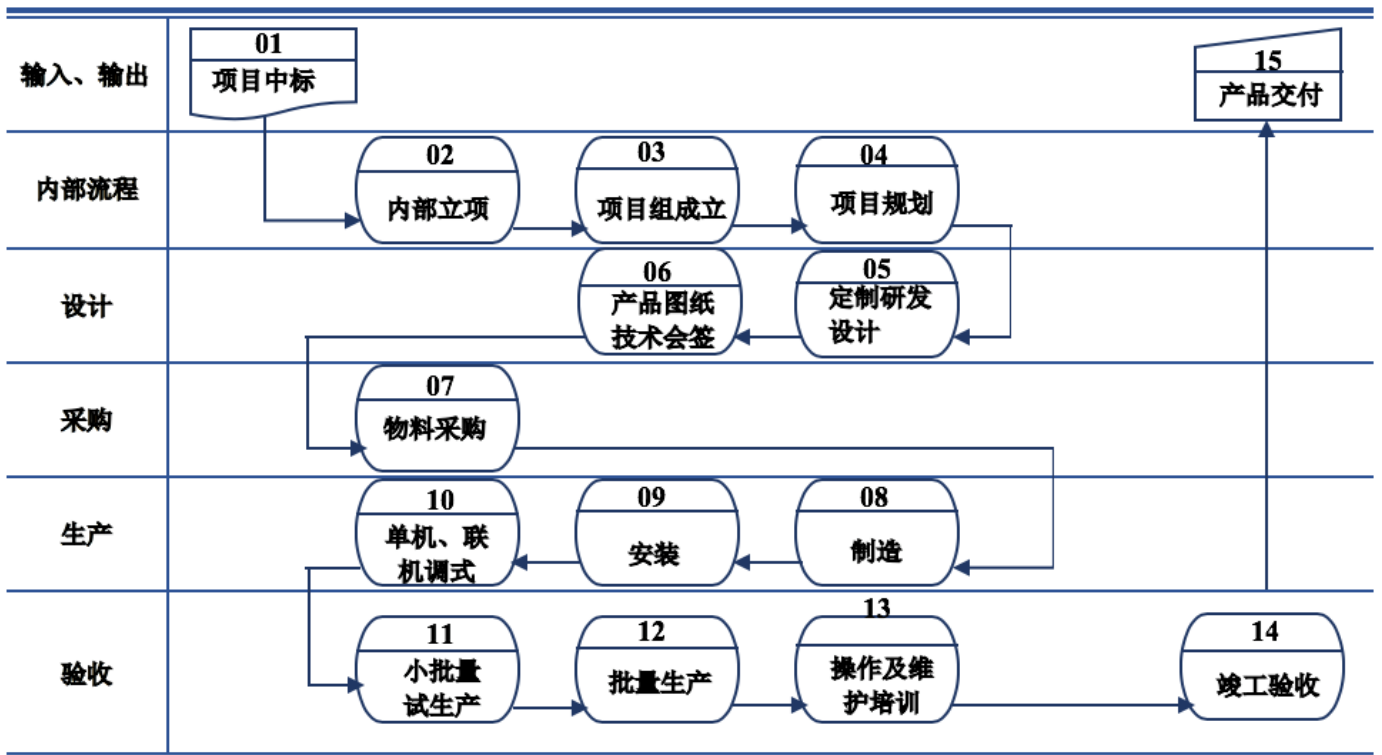 输入、输出
01
项目中标
15
产品交付
内部流程
02
内部立项
03
项目组成立
04
项目规划
设计
06
产品图纸
技术会签
05
定制研发
设计
采购
07
物料采购
生产
10
单机、联
机调式
09
安装
08
制造
验收
11
小批量
试生产
12
批量生产
13
操作及维
护培训
14
竣工验收